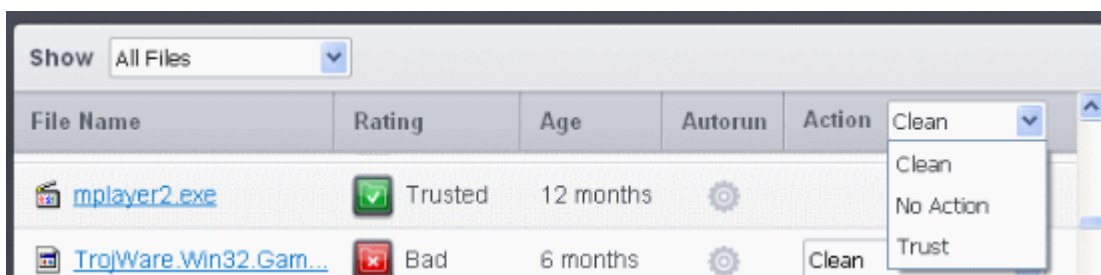 Show All Files
File Name Rating Age Autorun Action Clean
Clean
mplayer2.exe Trusted 12 months
No Action
Trust
TrojWare.Win32.Gam... Bad 6 months Clean